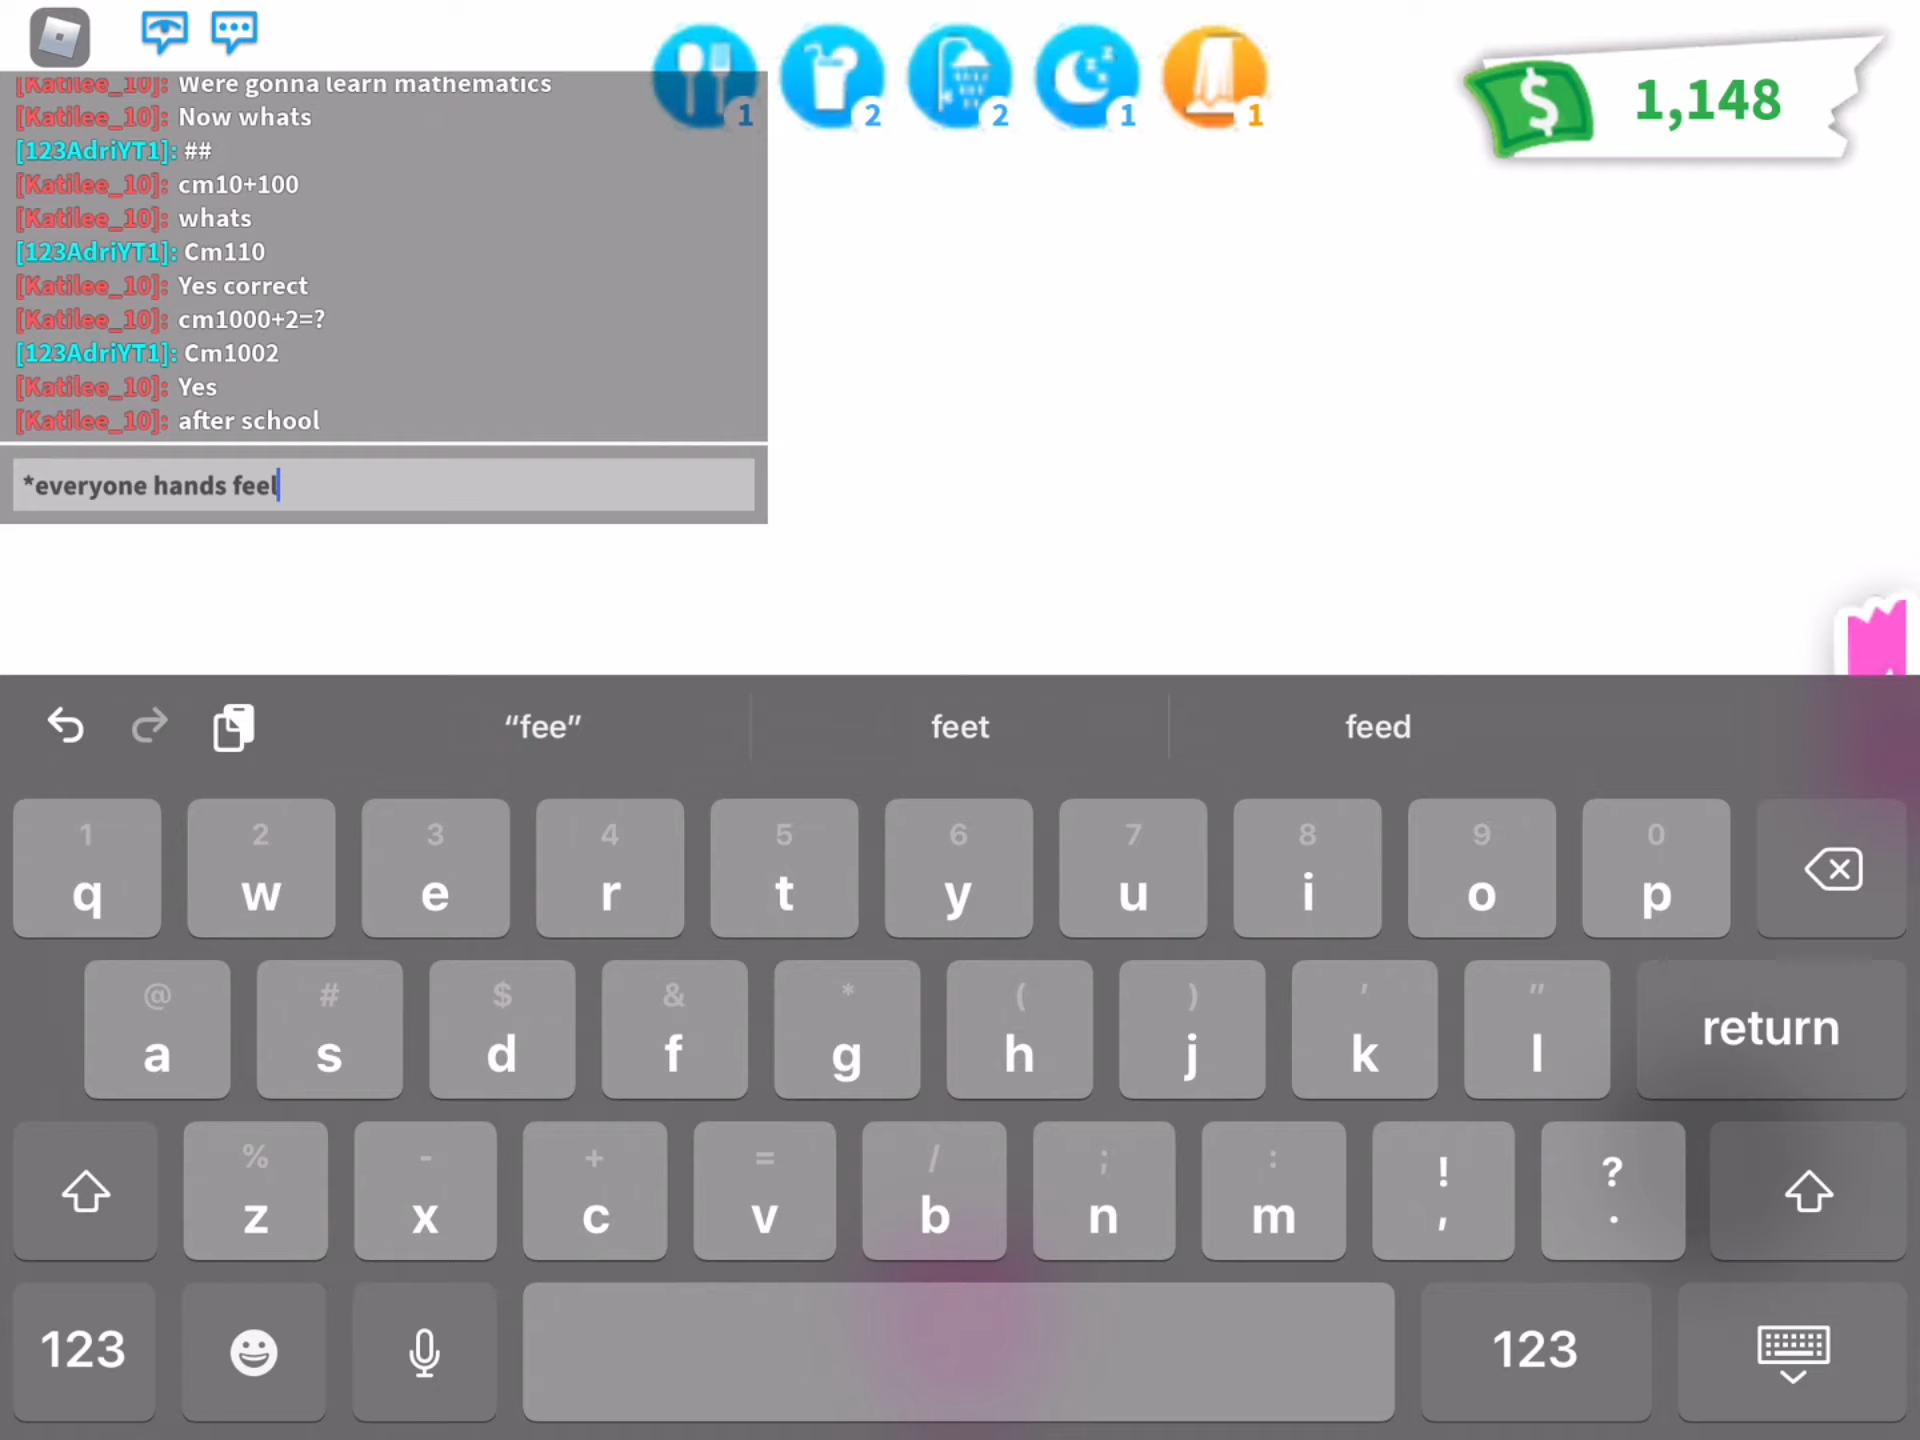 [Katilee_10]: Were gonna learn mathematics
[Katilee_10]: Now whats
[123AdriYT1]: ##
[Katilee_10]: cm10+100
[Katilee_10]: whats
[123AdriYT1]: Cm110
[Katilee_10]: Yes correct
[Katilee_10]: cm1000+2=?
[123AdriYT1]: Cm1002
[Katilee_10]: Yes
[Katilee_10]: after school
*everyone hands feel
1 2 2 1 1
$ 1,148
“fee” feet feed
1 2 3 4 5 6 7 8 9 0
q w e r t y u i o p
@ # $ & * ( ) ' "
a s d f g h j k l return
% - + = / ; : ! ?
z x c v b n m , .
123 123